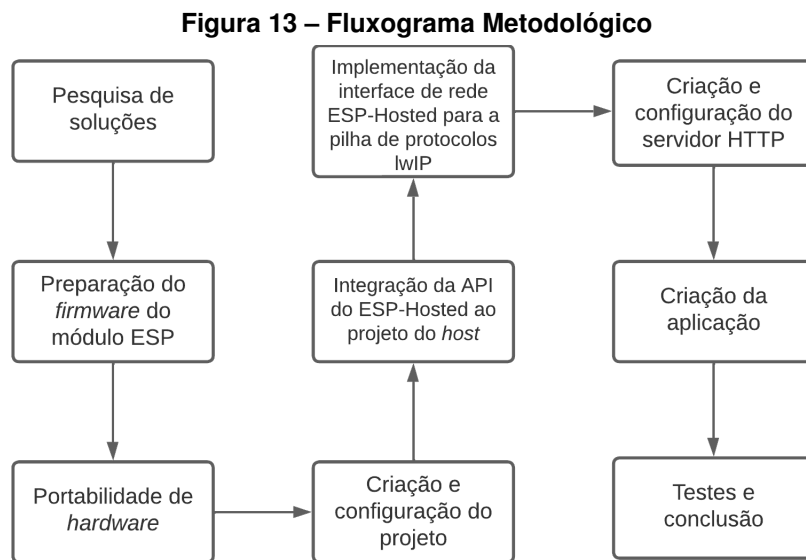 Figura 13 – Fluxograma Metodológico
Pesquisa de
soluções
Preparação do
firmware do
módulo ESP
Portabilidade de
hardware
Criação e
configuração do
projeto
Integração da API
do ESP-Hosted ao
projeto do host
Implementação da
interface de rede
ESP-Hosted para a
pilha de protocolos
lwIP
Criação e
configuração do
servidor HTTP
Criação da
aplicação
Testes e
conclusão